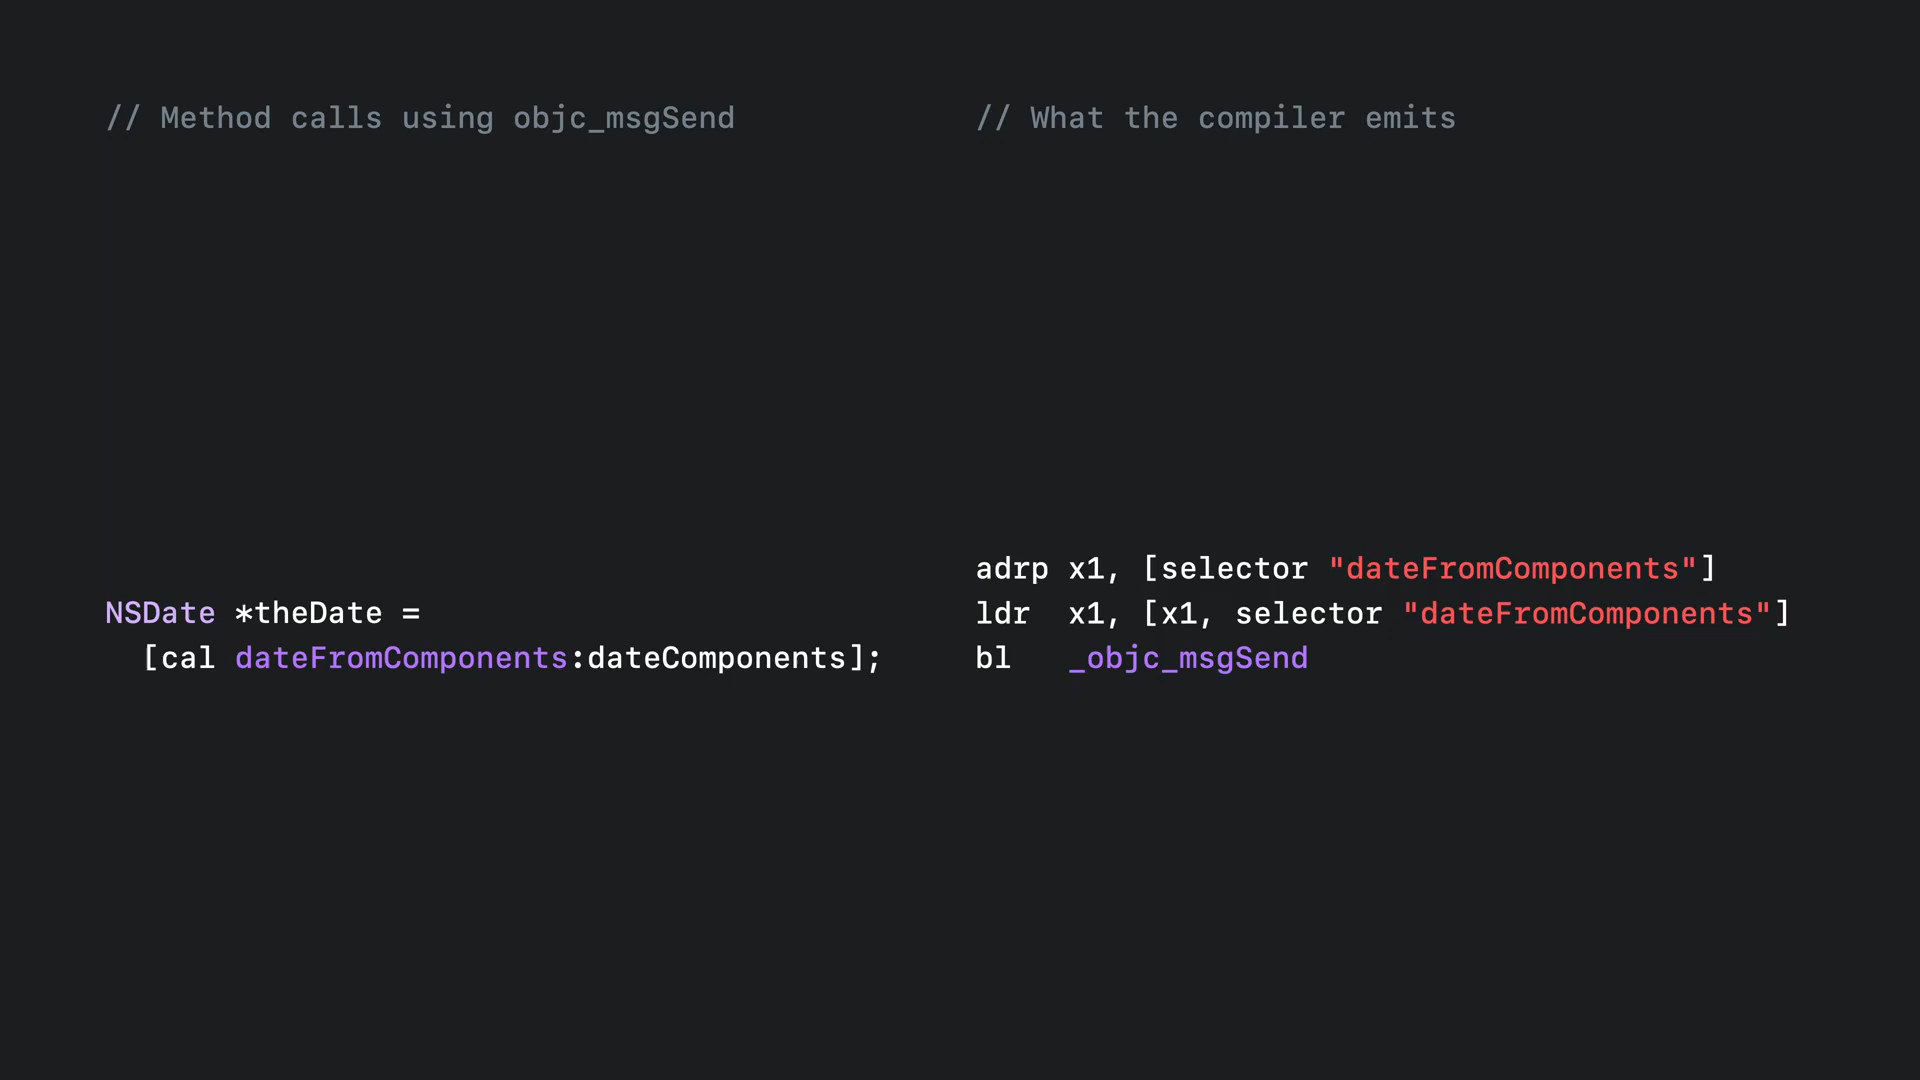 // Method calls using objc_msgSend
NSDate *theDate =
  [cal dateFromComponents:dateComponents];
// What the compiler emits
adrp x1, [selector "dateFromComponents"]
ldr  x1, [x1, selector "dateFromComponents"]
bl   _objc_msgSend